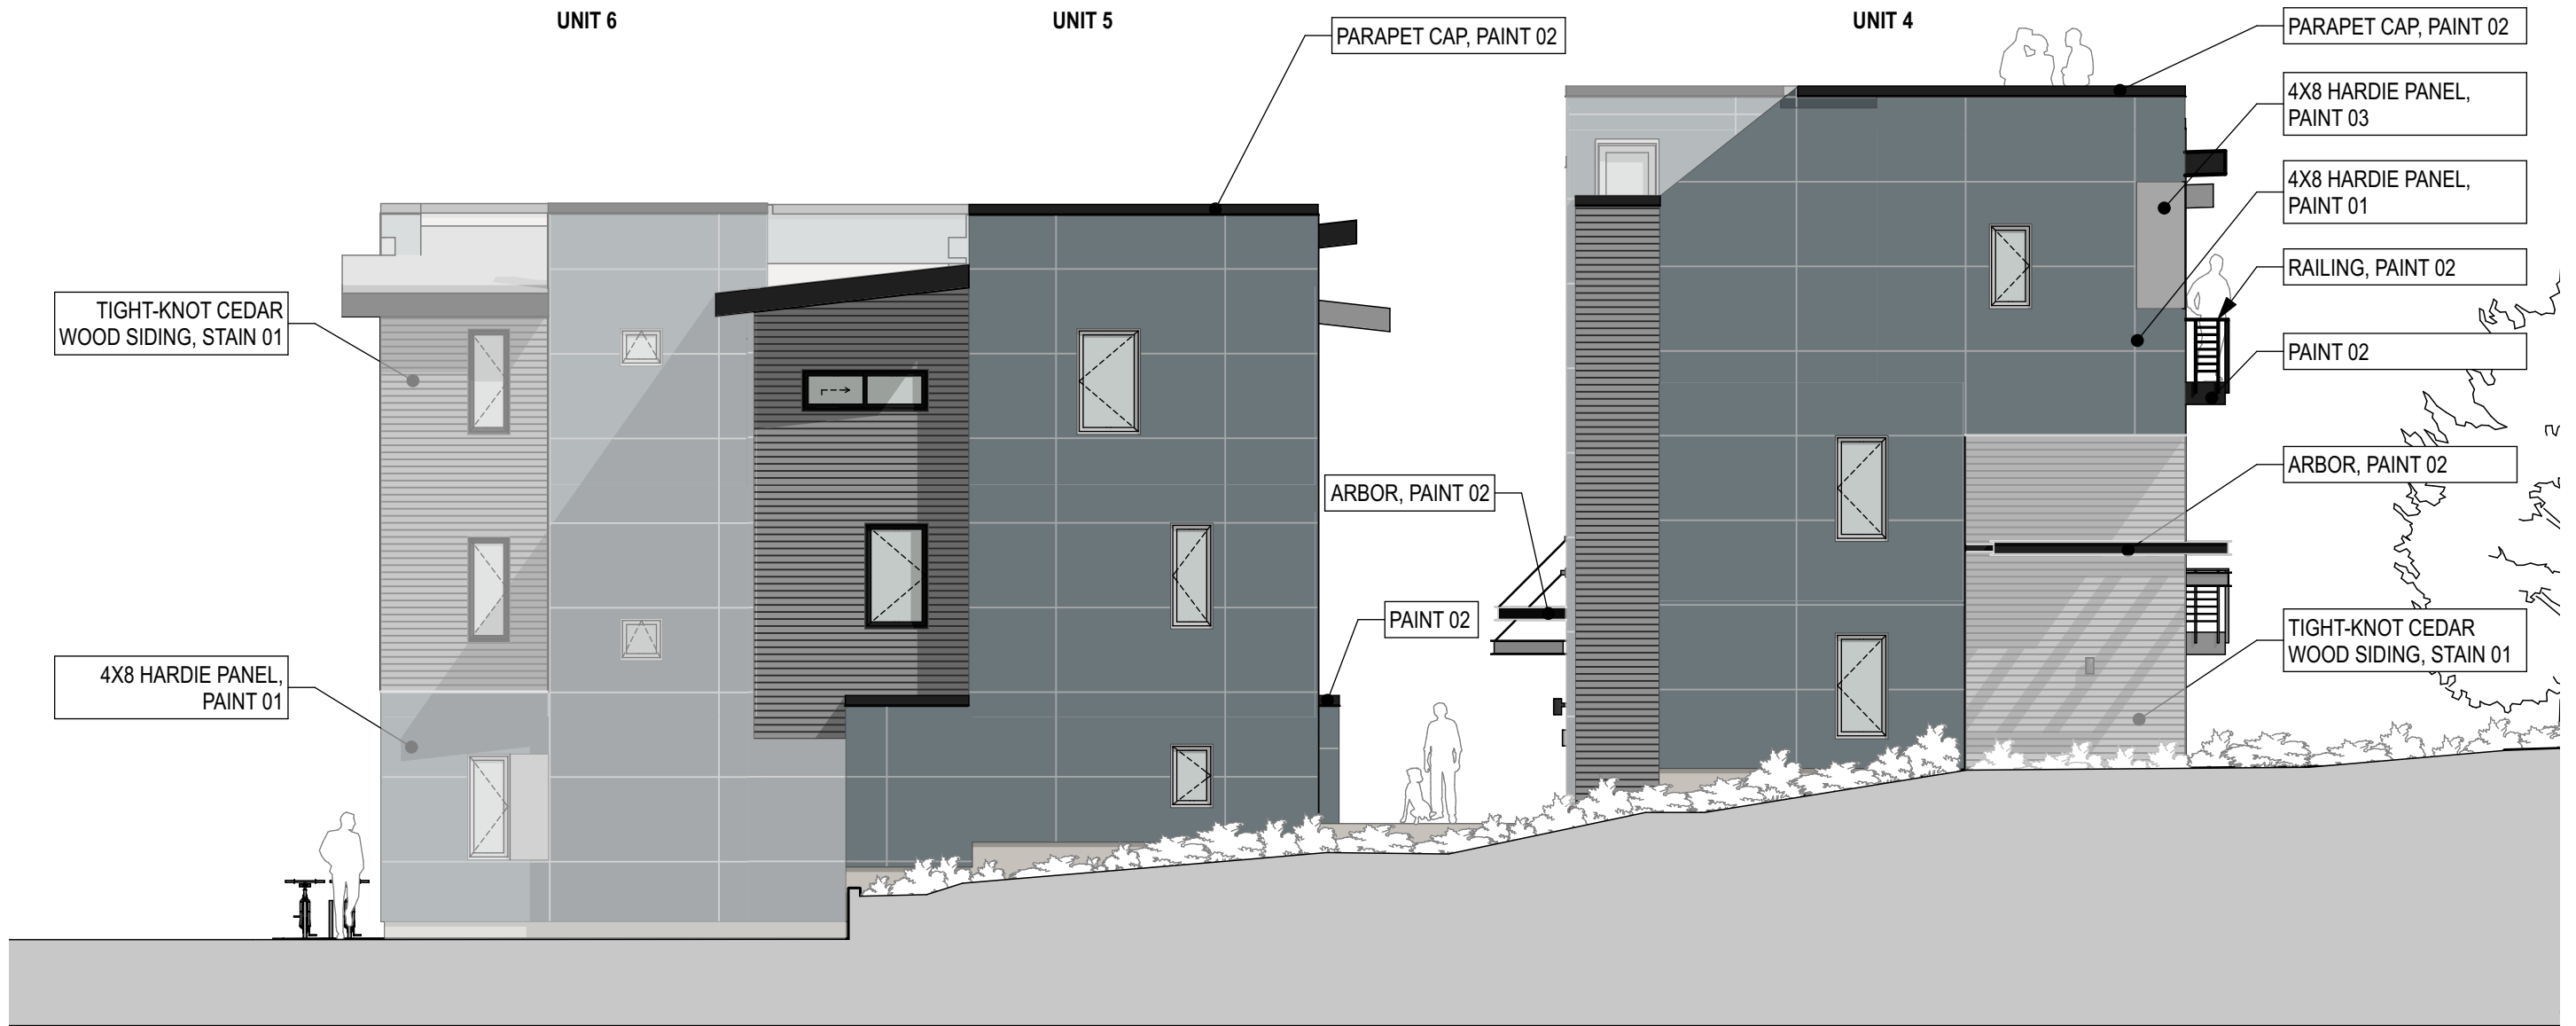 UNIT 6
UNIT 5
UNIT 4
PARAPET CAP, PAINT 02
PARAPET CAP, PAINT 02
4X8 HARDIE PANEL,
PAINT 03
4X8 HARDIE PANEL,
PAINT 01
RAILING, PAINT 02
TIGHT-KNOT CEDAR
WOOD SIDING, STAIN 01
PAINT 02
ARBOR, PAINT 02
ARBOR, PAINT 02
PAINT 02
TIGHT-KNOT CEDAR
WOOD SIDING, STAIN 01
4X8 HARDIE PANEL,
PAINT 01